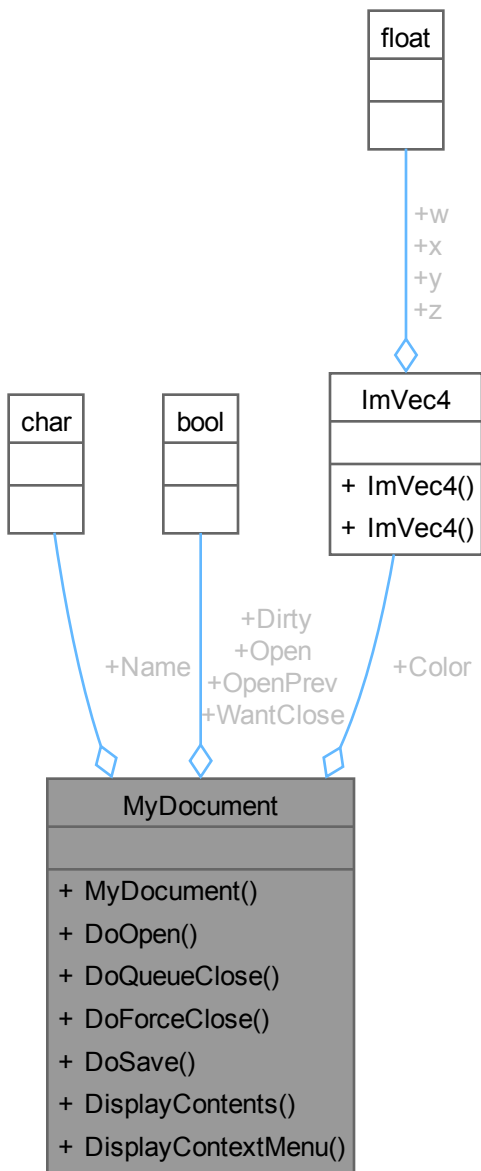 float
+w
+x
+y
+z
char
bool
ImVec4
+ ImVec4()
+ ImVec4()
+Name
+Dirty
+Open
+OpenPrev
+WantClose
+Color
MyDocument
+ MyDocument()
+ DoOpen()
+ DoQueueClose()
+ DoForceClose()
+ DoSave()
+ DisplayContents()
+ DisplayContextMenu()